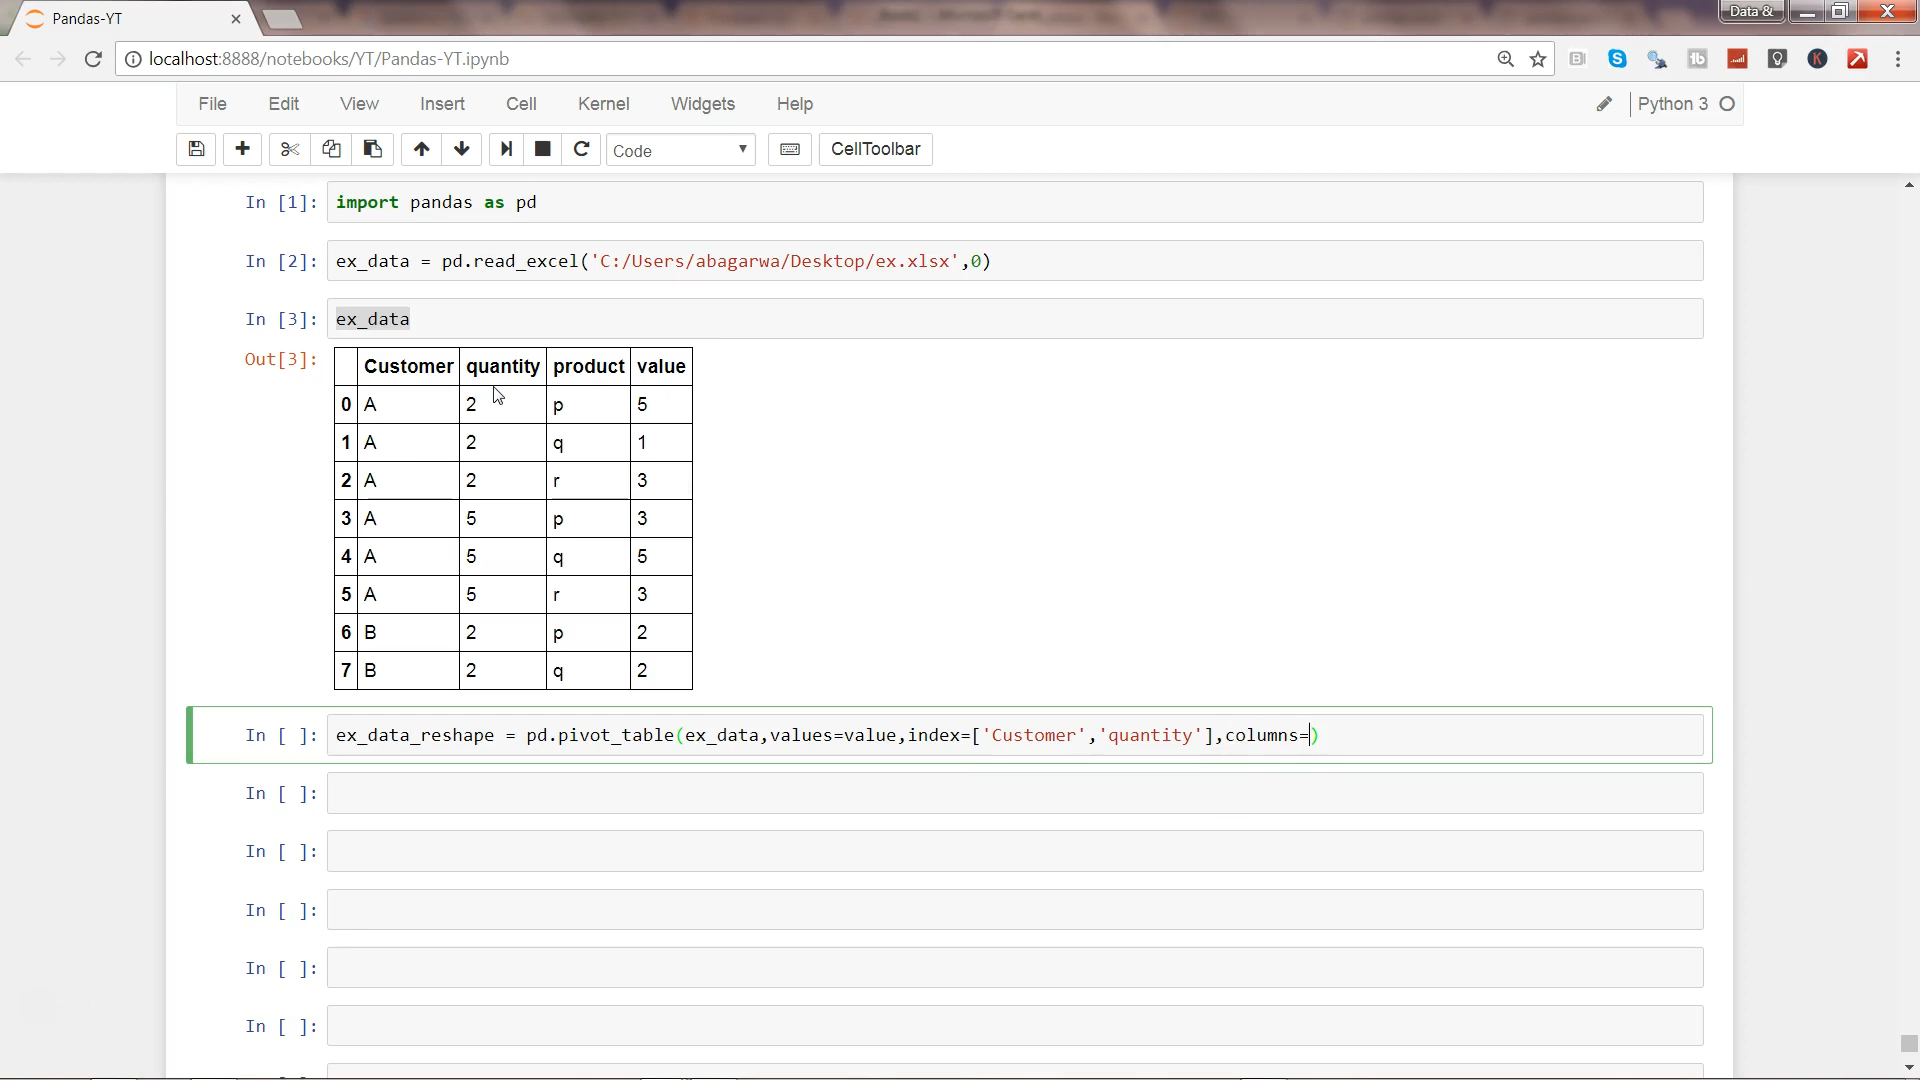 Pandas-YT
Data &
localhost:8888/notebooks/YT/Pandas-YT.ipynb
File Edit View Insert Cell Kernel Widgets Help
Python 3
Code
CellToolbar
In [1]: import pandas as pd
In [2]: ex_data = pd.read_excel('C:/Users/abagarwa/Desktop/ex.xlsx',0)
In [3]: ex_data
Out[3]:
Customer quantity product value
0 A 2 p 5
1 A 2 q 1
2 A 2 r 3
3 A 5 p 3
4 A 5 q 5
5 A 5 r 3
6 B 2 p 2
7 B 2 q 2
In [ ]: ex_data_reshape = pd.pivot_table(ex_data,values=value,index=['Customer','quantity'],columns=)
In [ ]:
In [ ]:
In [ ]:
In [ ]:
In [ ]: